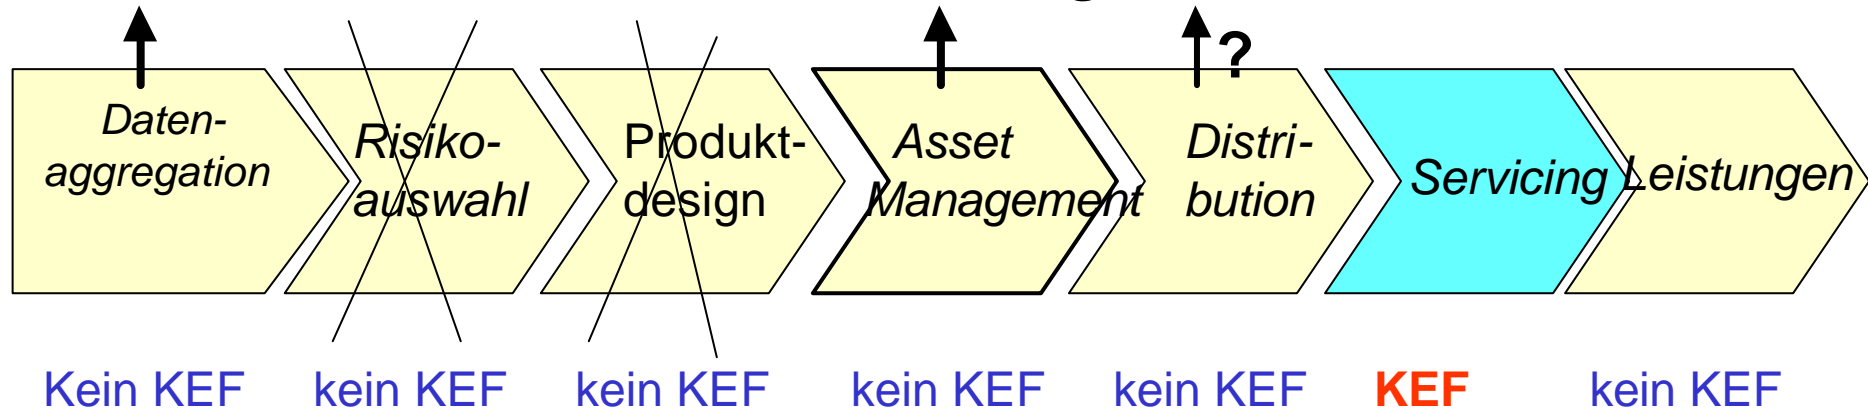 ?
Daten-
aggregation
Risiko-
auswahl
Produkt-
design
Asset
Management
Distri-
bution
Servicing
Leistungen
Kein KEF
kein KEF
kein KEF
kein KEF
kein KEF
KEF
kein KEF